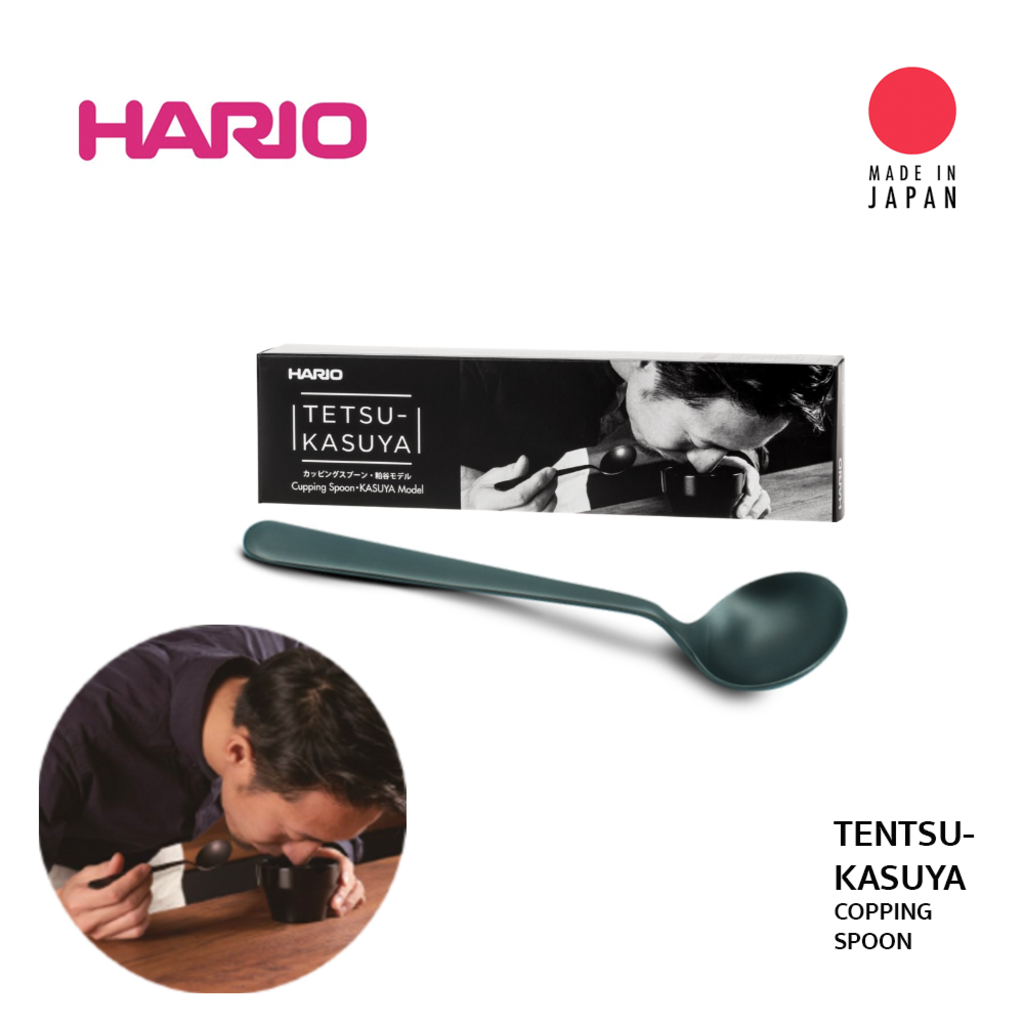 HARIO
MADE IN
JAPAN
HARIO
TETSU-
KASUYA
カッピングスプーン・粕谷モデル
Cupping Spoon・KASUYA Model
HARIO
TENTSU-
KASUYA
COPPING
SPOON